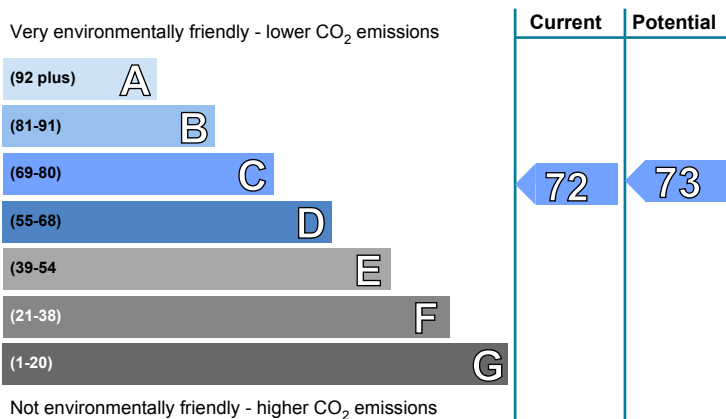 Very environmentally friendly - lower CO2 emissions
Current
Potential
(92 plus) A
(81-91) B
(69-80) C
72
73
(55-68) D
(39-54 E
(21-38) F
(1-20) G
Not environmentally friendly - higher CO2 emissions